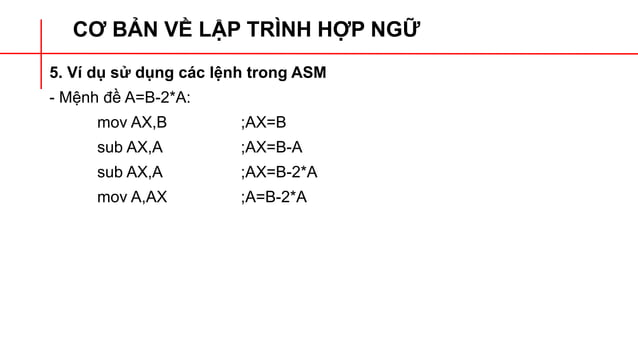 CƠ BẢN VỀ LẬP TRÌNH HỢP NGỮ
5. Ví dụ sử dụng các lệnh trong ASM
- Mệnh đề A=B-2*A:
mov AX,B ;AX=B
sub AX,A ;AX=B-A
sub AX,A ;AX=B-2*A
mov A,AX ;A=B-2*A